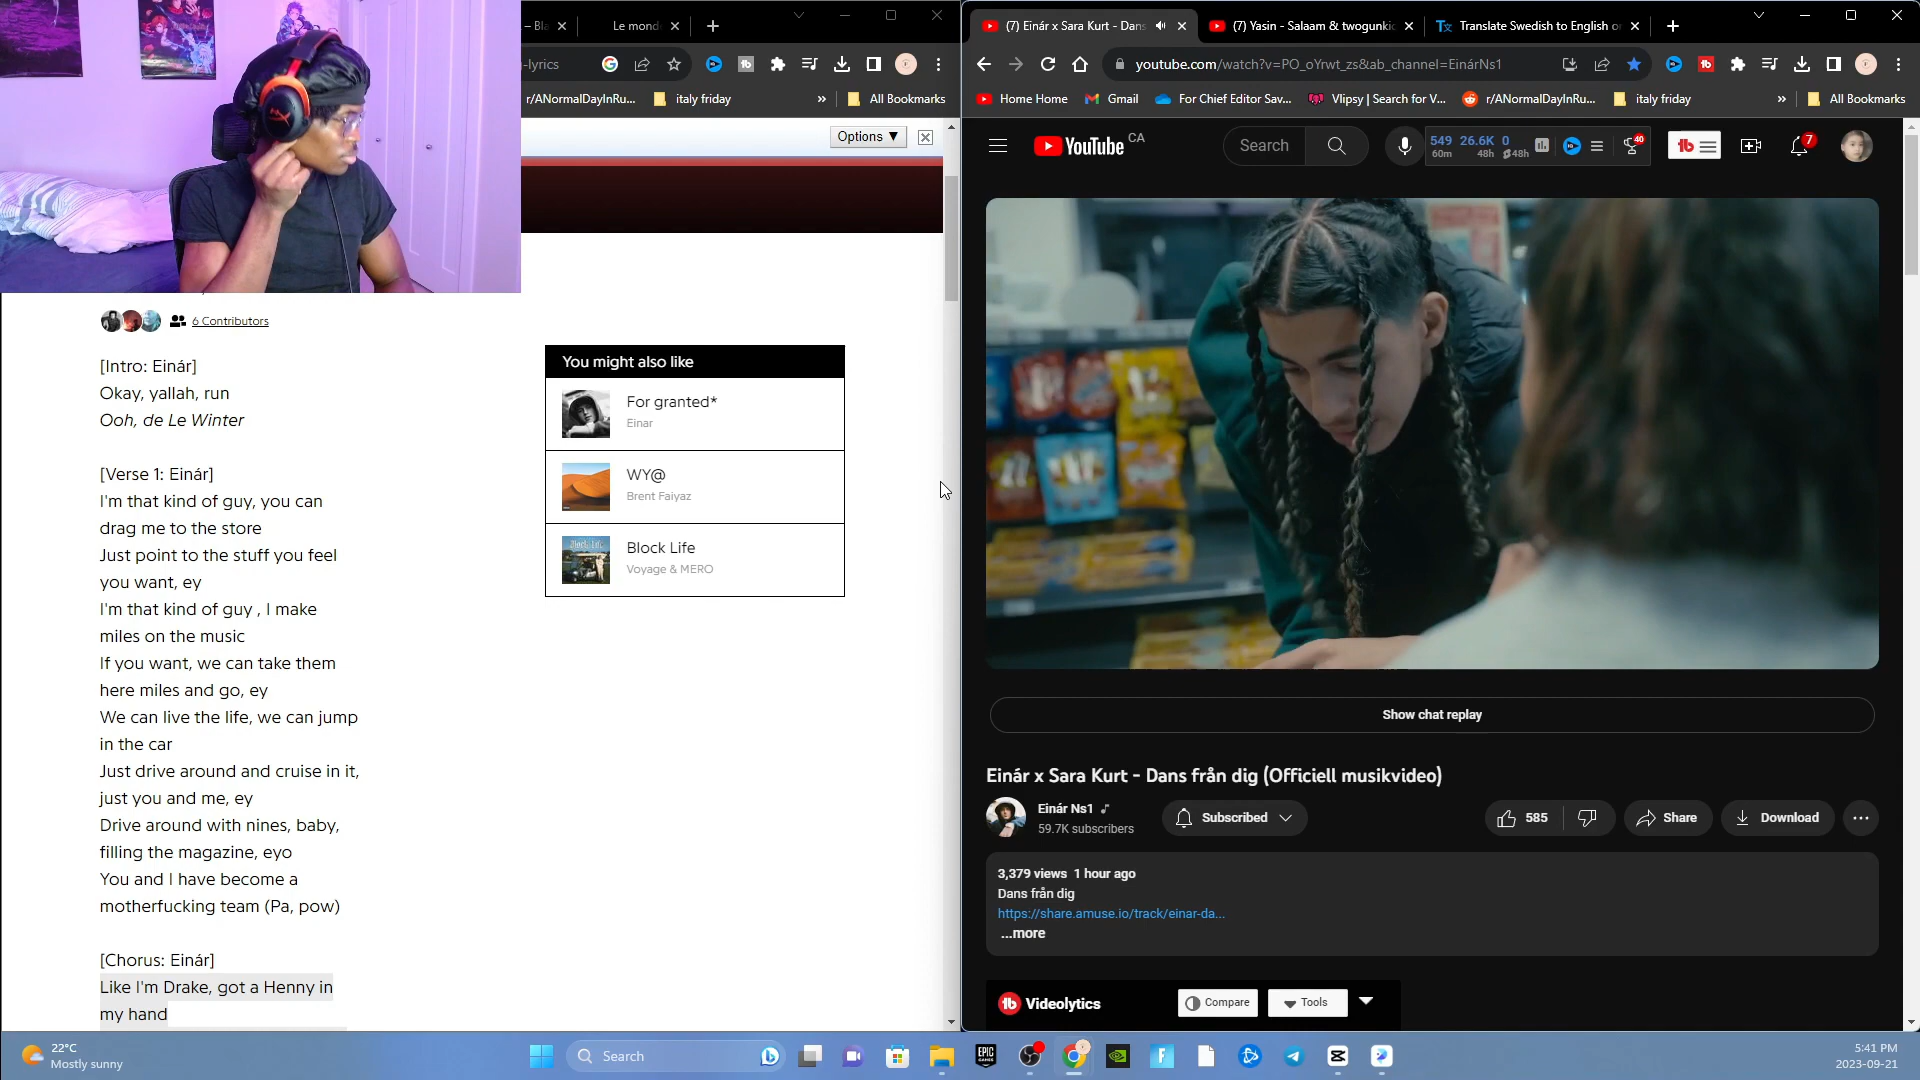 – Bla
Le mond
-lyrics
r/ANormalDayInRu...
italy friday
»
All Bookmarks
Options ▼
6 Contributors
[Intro: Einár]
Okay, yallah, run
Ooh, de Le Winter
[Verse 1: Einár]
I'm that kind of guy, you can
drag me to the store
Just point to the stuff you feel
you want, ey
I'm that kind of guy , I make
miles on the music
If you want, we can take them
here miles and go, ey
We can live the life, we can jump
in the car
Just drive around and cruise in it,
just you and me, ey
Drive around with nines, baby,
filling the magazine, eyo
You and I have become a
motherfucking team (Pa, pow)
[Chorus: Einár]
Like I'm Drake, got a Henny in
my hand
You might also like
For granted*
Einar
WY@
Brent Faiyaz
Block Life
Voyage & MERO
(7) Einár x Sara Kurt - Dans
(7) Yasin - Salaam & twogunkid
Translate Swedish to English or
youtube.com/watch?v=PO_oYrwt_zs&ab_channel=EinárNs1
Home Home
Gmail
For Chief Editor Sav...
Vlipsy | Search for V...
r/ANormalDayInRu...
italy friday
»
All Bookmarks
YouTube CA
Search
549 26.6K 0
60m 48h 48h
40
7
Show chat replay
Einár x Sara Kurt - Dans från dig (Officiell musikvideo)
Einár Ns1
59.7K subscribers
Subscribed
585
Share
Download
3,379 views 1 hour ago
Dans från dig
https://share.amuse.io/track/einar-da...
...more
Videolytics
Compare
Tools
22°C
Mostly sunny
Search
EPIC GAMES
5:41 PM
2023-09-21